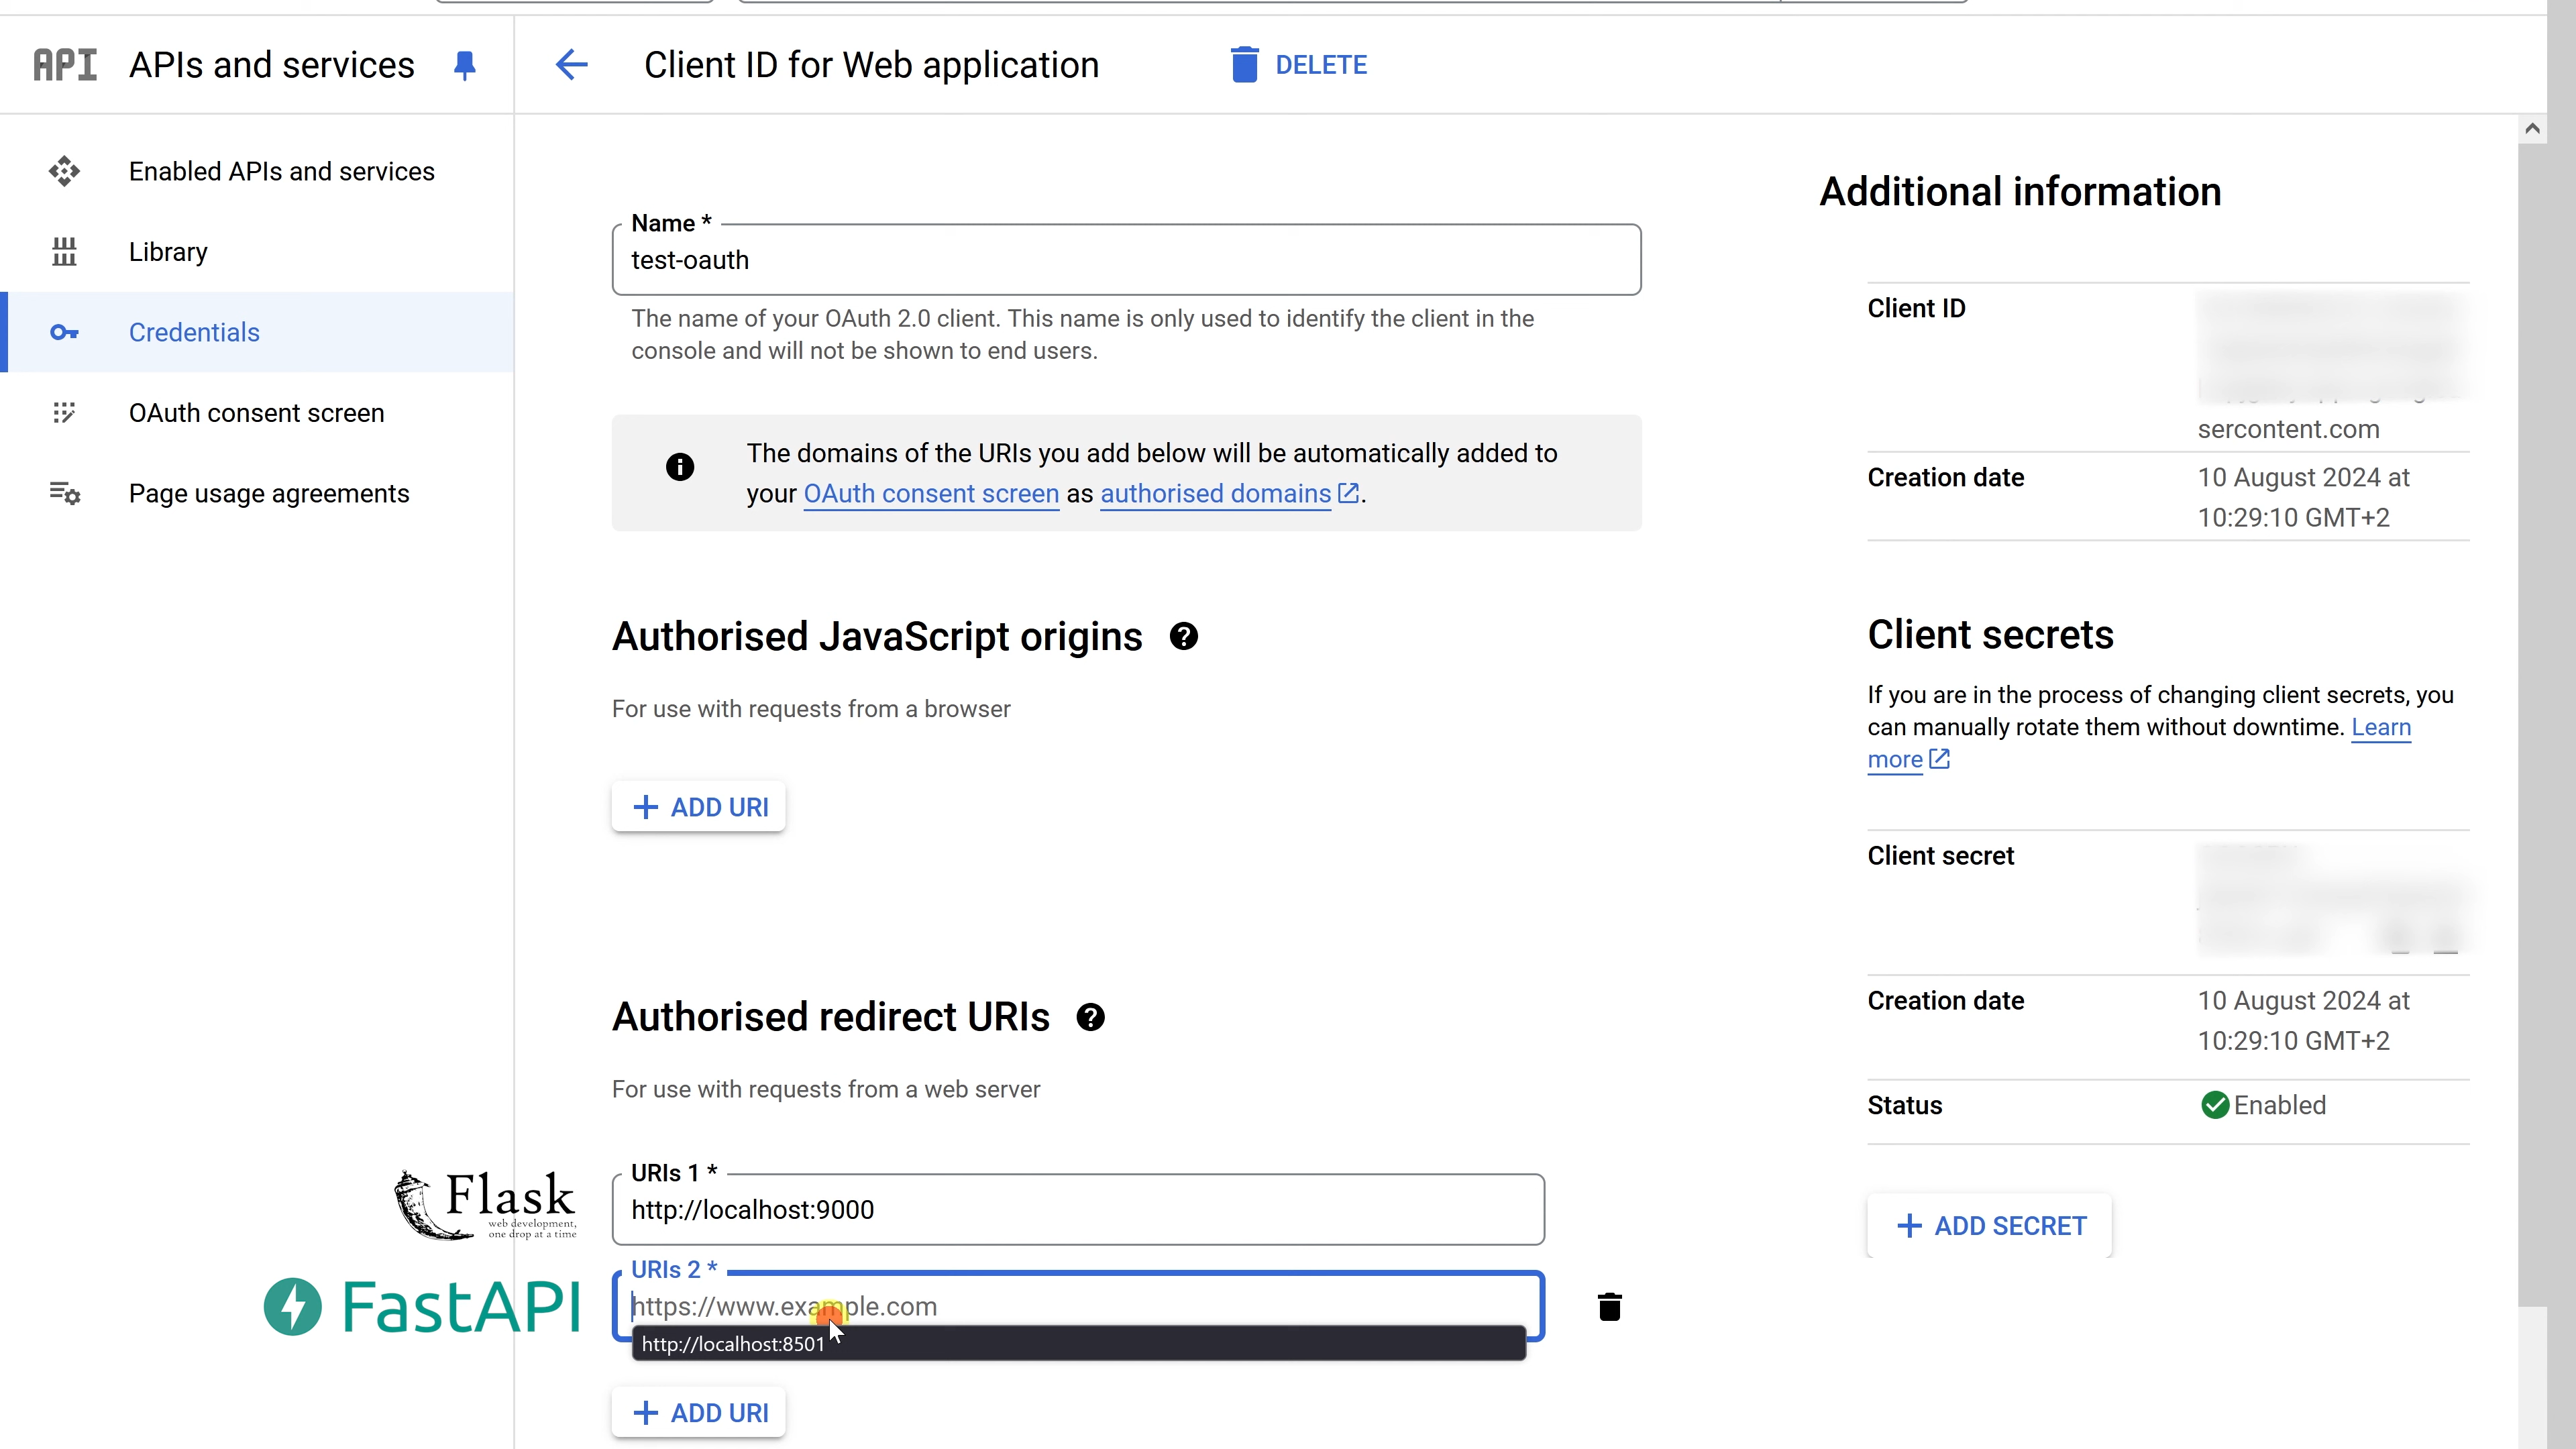 API APIs and services
Client ID for Web application
DELETE
Enabled APIs and services
Library
Credentials
OAuth consent screen
Page usage agreements
Name *
test-oauth
The name of your OAuth 2.0 client. This name is only used to identify the client in the
console and will not be shown to end users.
The domains of the URIs you add below will be automatically added to
your OAuth consent screen as authorised domains.
Authorised JavaScript origins
For use with requests from a browser
+ ADD URI
Authorised redirect URIs
For use with requests from a web server
URIs 1 *
http://localhost:9000
URIs 2 *
https://www.example.com
http://localhost:8501
+ ADD URI
Flask
web development,
one drop at a time
FastAPI
Additional information
Client ID
sercontent.com
Creation date
10 August 2024 at
10:29:10 GMT+2
Client secrets
If you are in the process of changing client secrets, you
can manually rotate them without downtime. Learn
more
Client secret
Creation date
10 August 2024 at
10:29:10 GMT+2
Status
Enabled
+ ADD SECRET